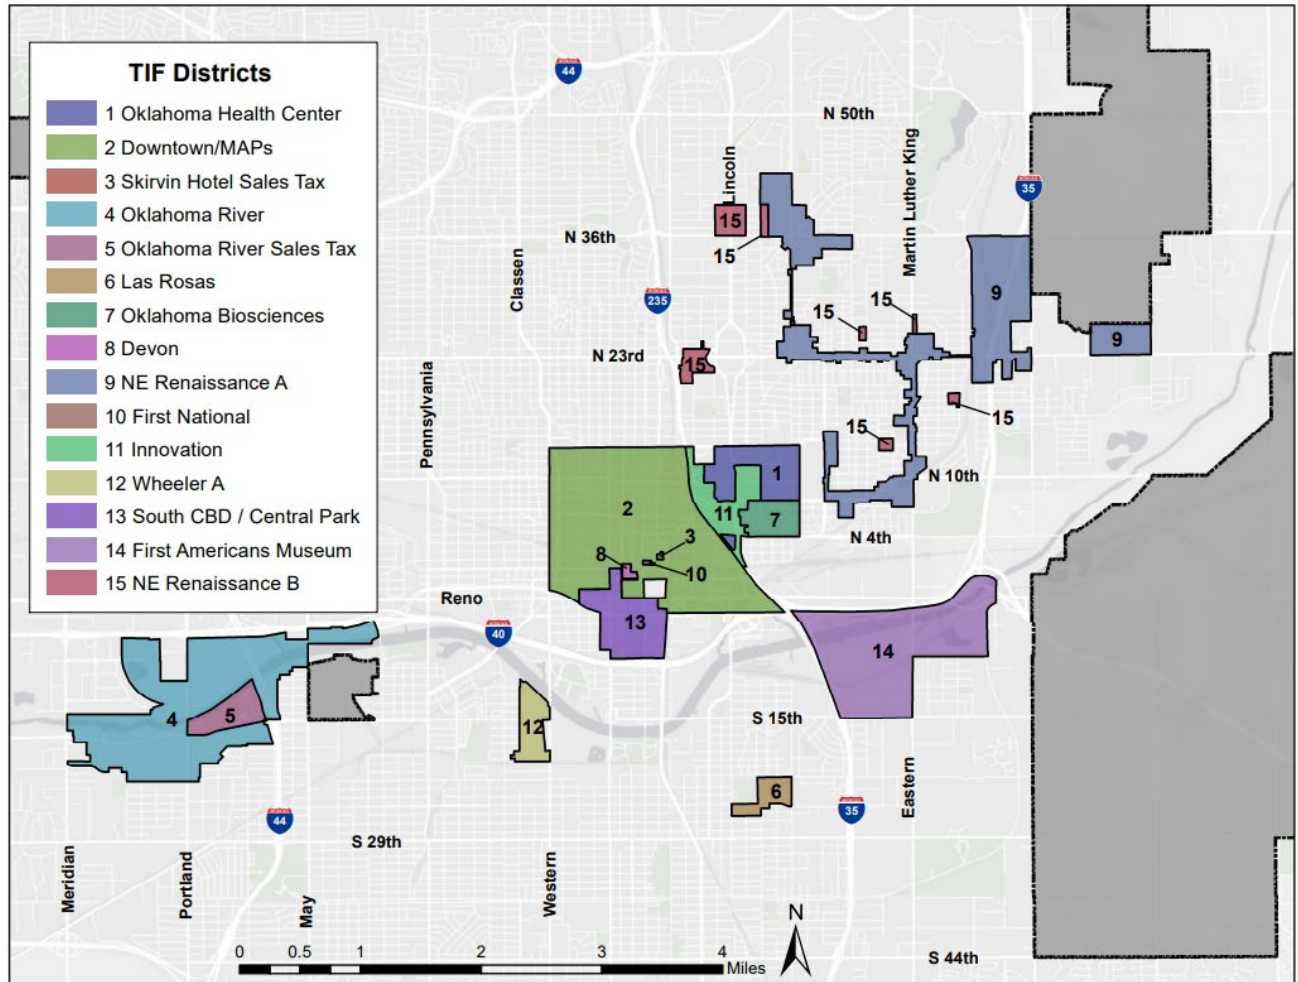 TIF Districts
1 Oklahoma Health Center
2 Downtown/MAPs
3 Skirvin Hotel Sales Tax
4 Oklahoma River
5 Oklahoma River Sales Tax
6 Las Rosas
7 Oklahoma Biosciences
8 Devon
9 NE Renaissance A
10 First National
11 Innovation
12 Wheeler A
13 South CBD / Central Park
14 First Americans Museum
15 NE Renaissance B
44
N 50th
Lincoln
Martin Luther King
35
15
N 36th
15
Classen
9
235
15
15
9
N 23rd
15
Pennsylvania
15
15
N 10th
1
2
11
7
3
N 4th
8
10
Reno
13
40
14
4
5
12
S 15th
6
Eastern
35
44
S 29th
Meridian
Portland
May
Western
N
0
0.5
1
2
3
4
Miles
S 44th